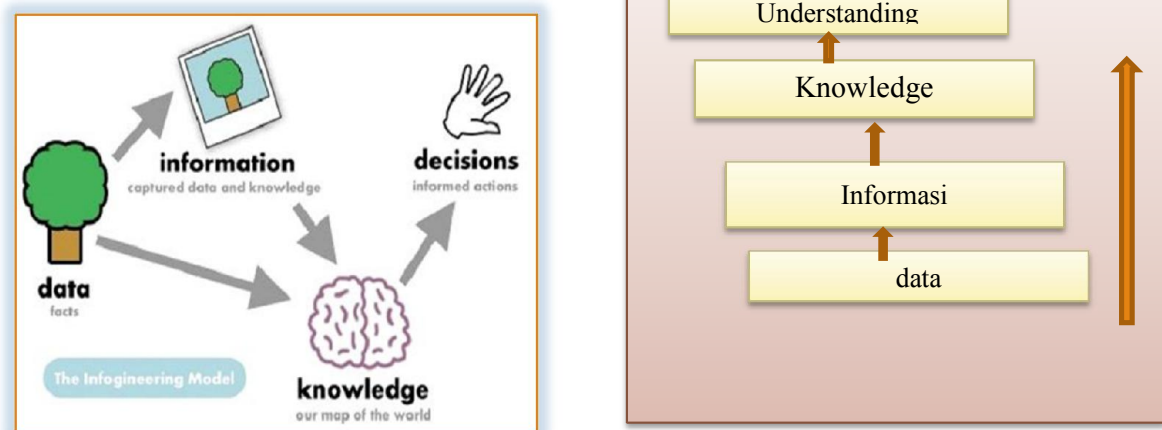 information
captured data and knowledge
decisions
informed actions
data
facts
The Infogineering Model
knowledge
our map of the world
Understanding
Knowledge
Informasi
data